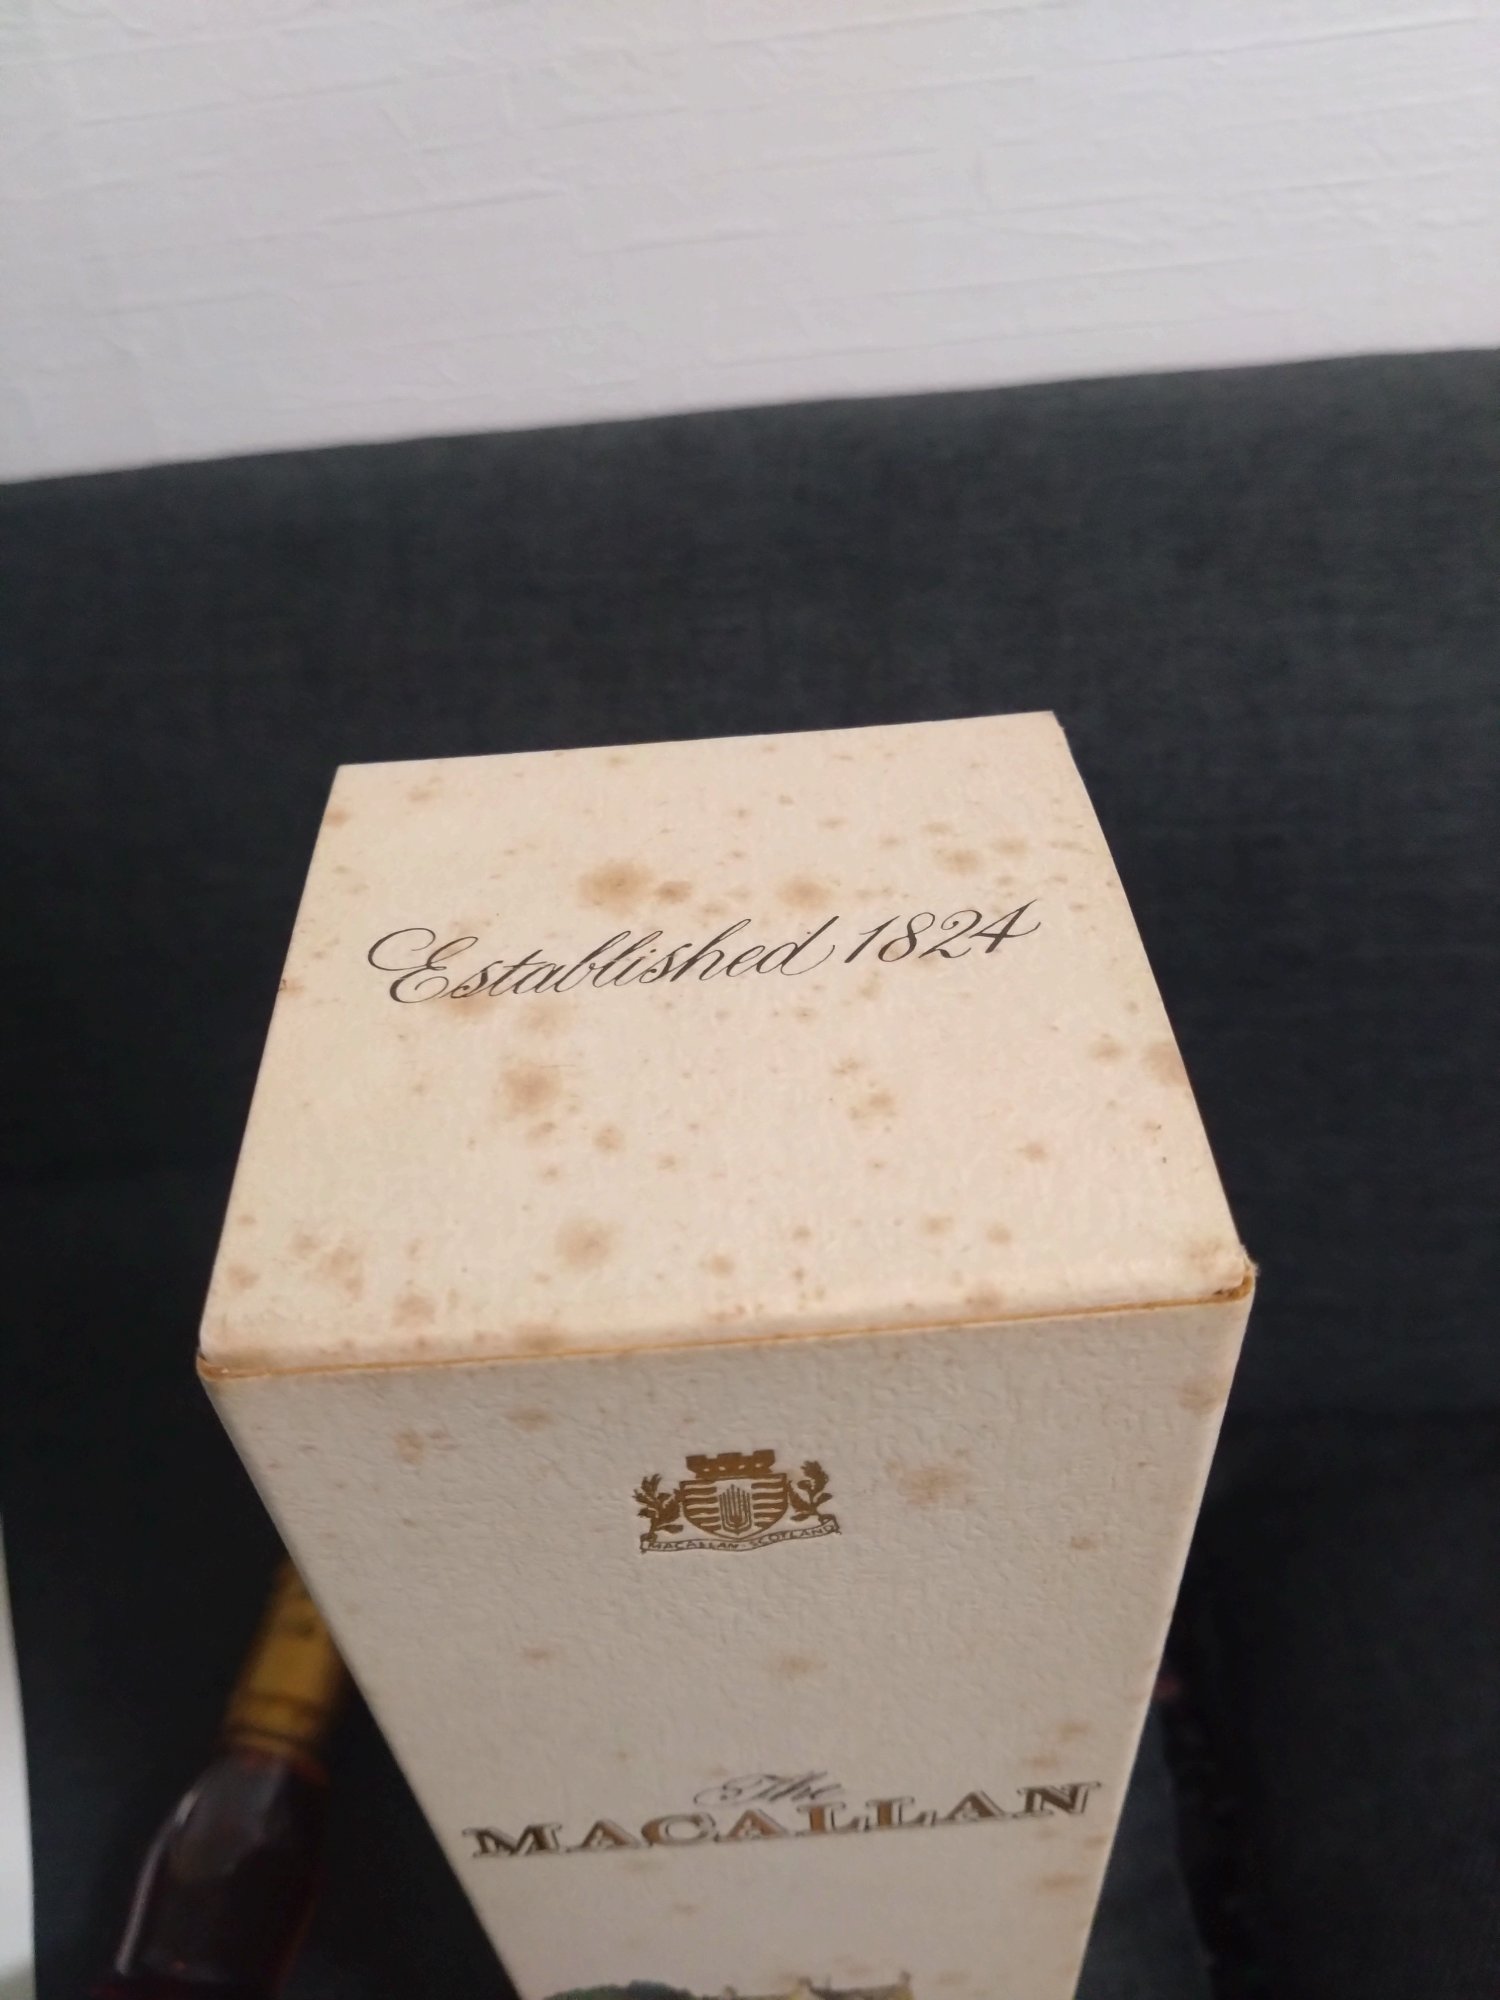 Established 1824
MACALLAN · SCOTLAND
The
MACALLAN